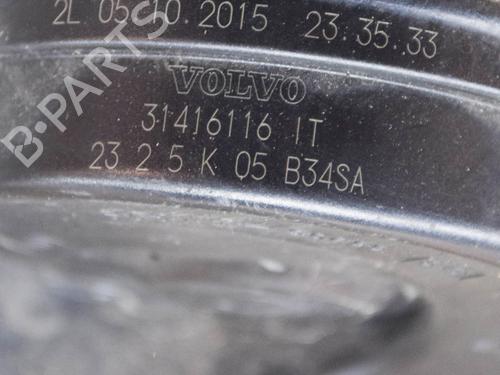 2L 05.10.2015 23.35.33
VOLVO
31416116 IT
23 2 5 K 05 B34SA
B-PARTS